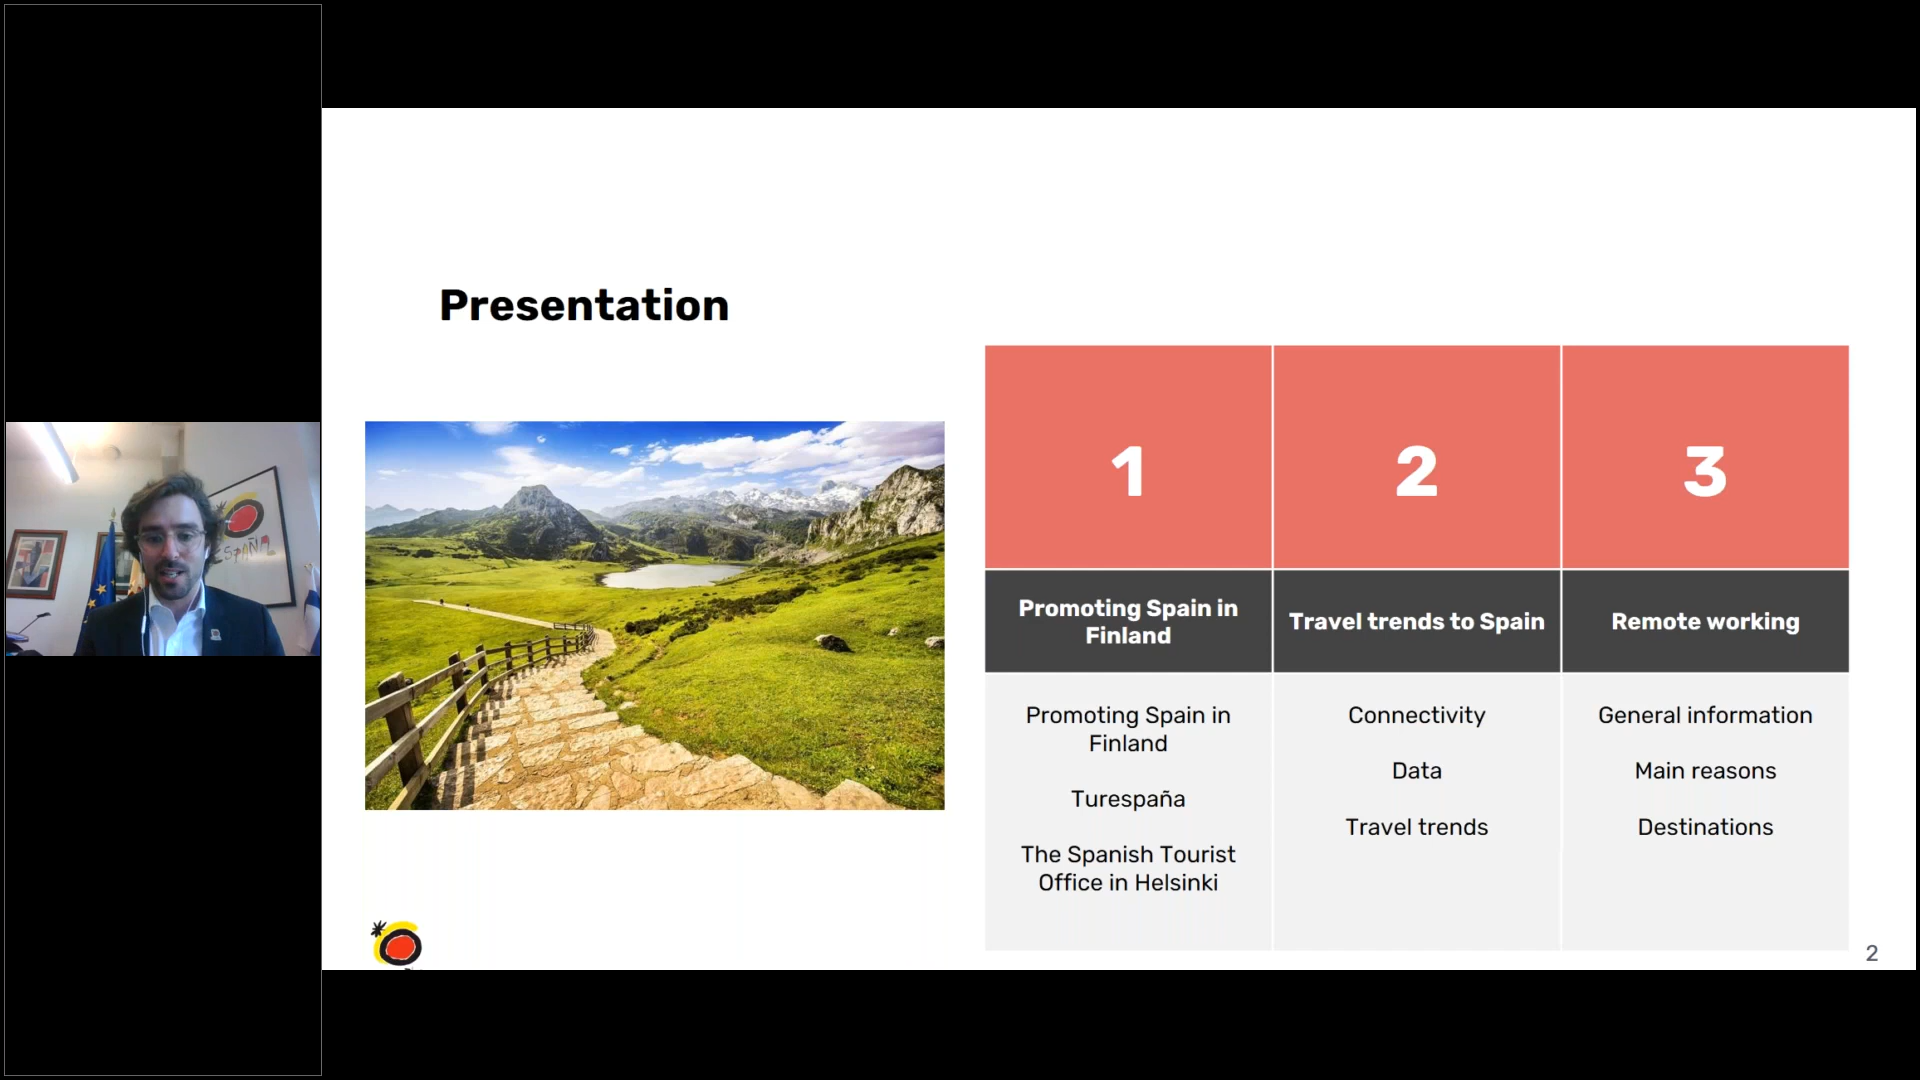 Presentation
1
2
3
Promoting Spain in
Finland
Travel trends to Spain
Remote working
Promoting Spain in
Finland
Turespaña
The Spanish Tourist
Office in Helsinki
Connectivity
Data
Travel trends
General information
Main reasons
Destinations
2
ESPAÑA